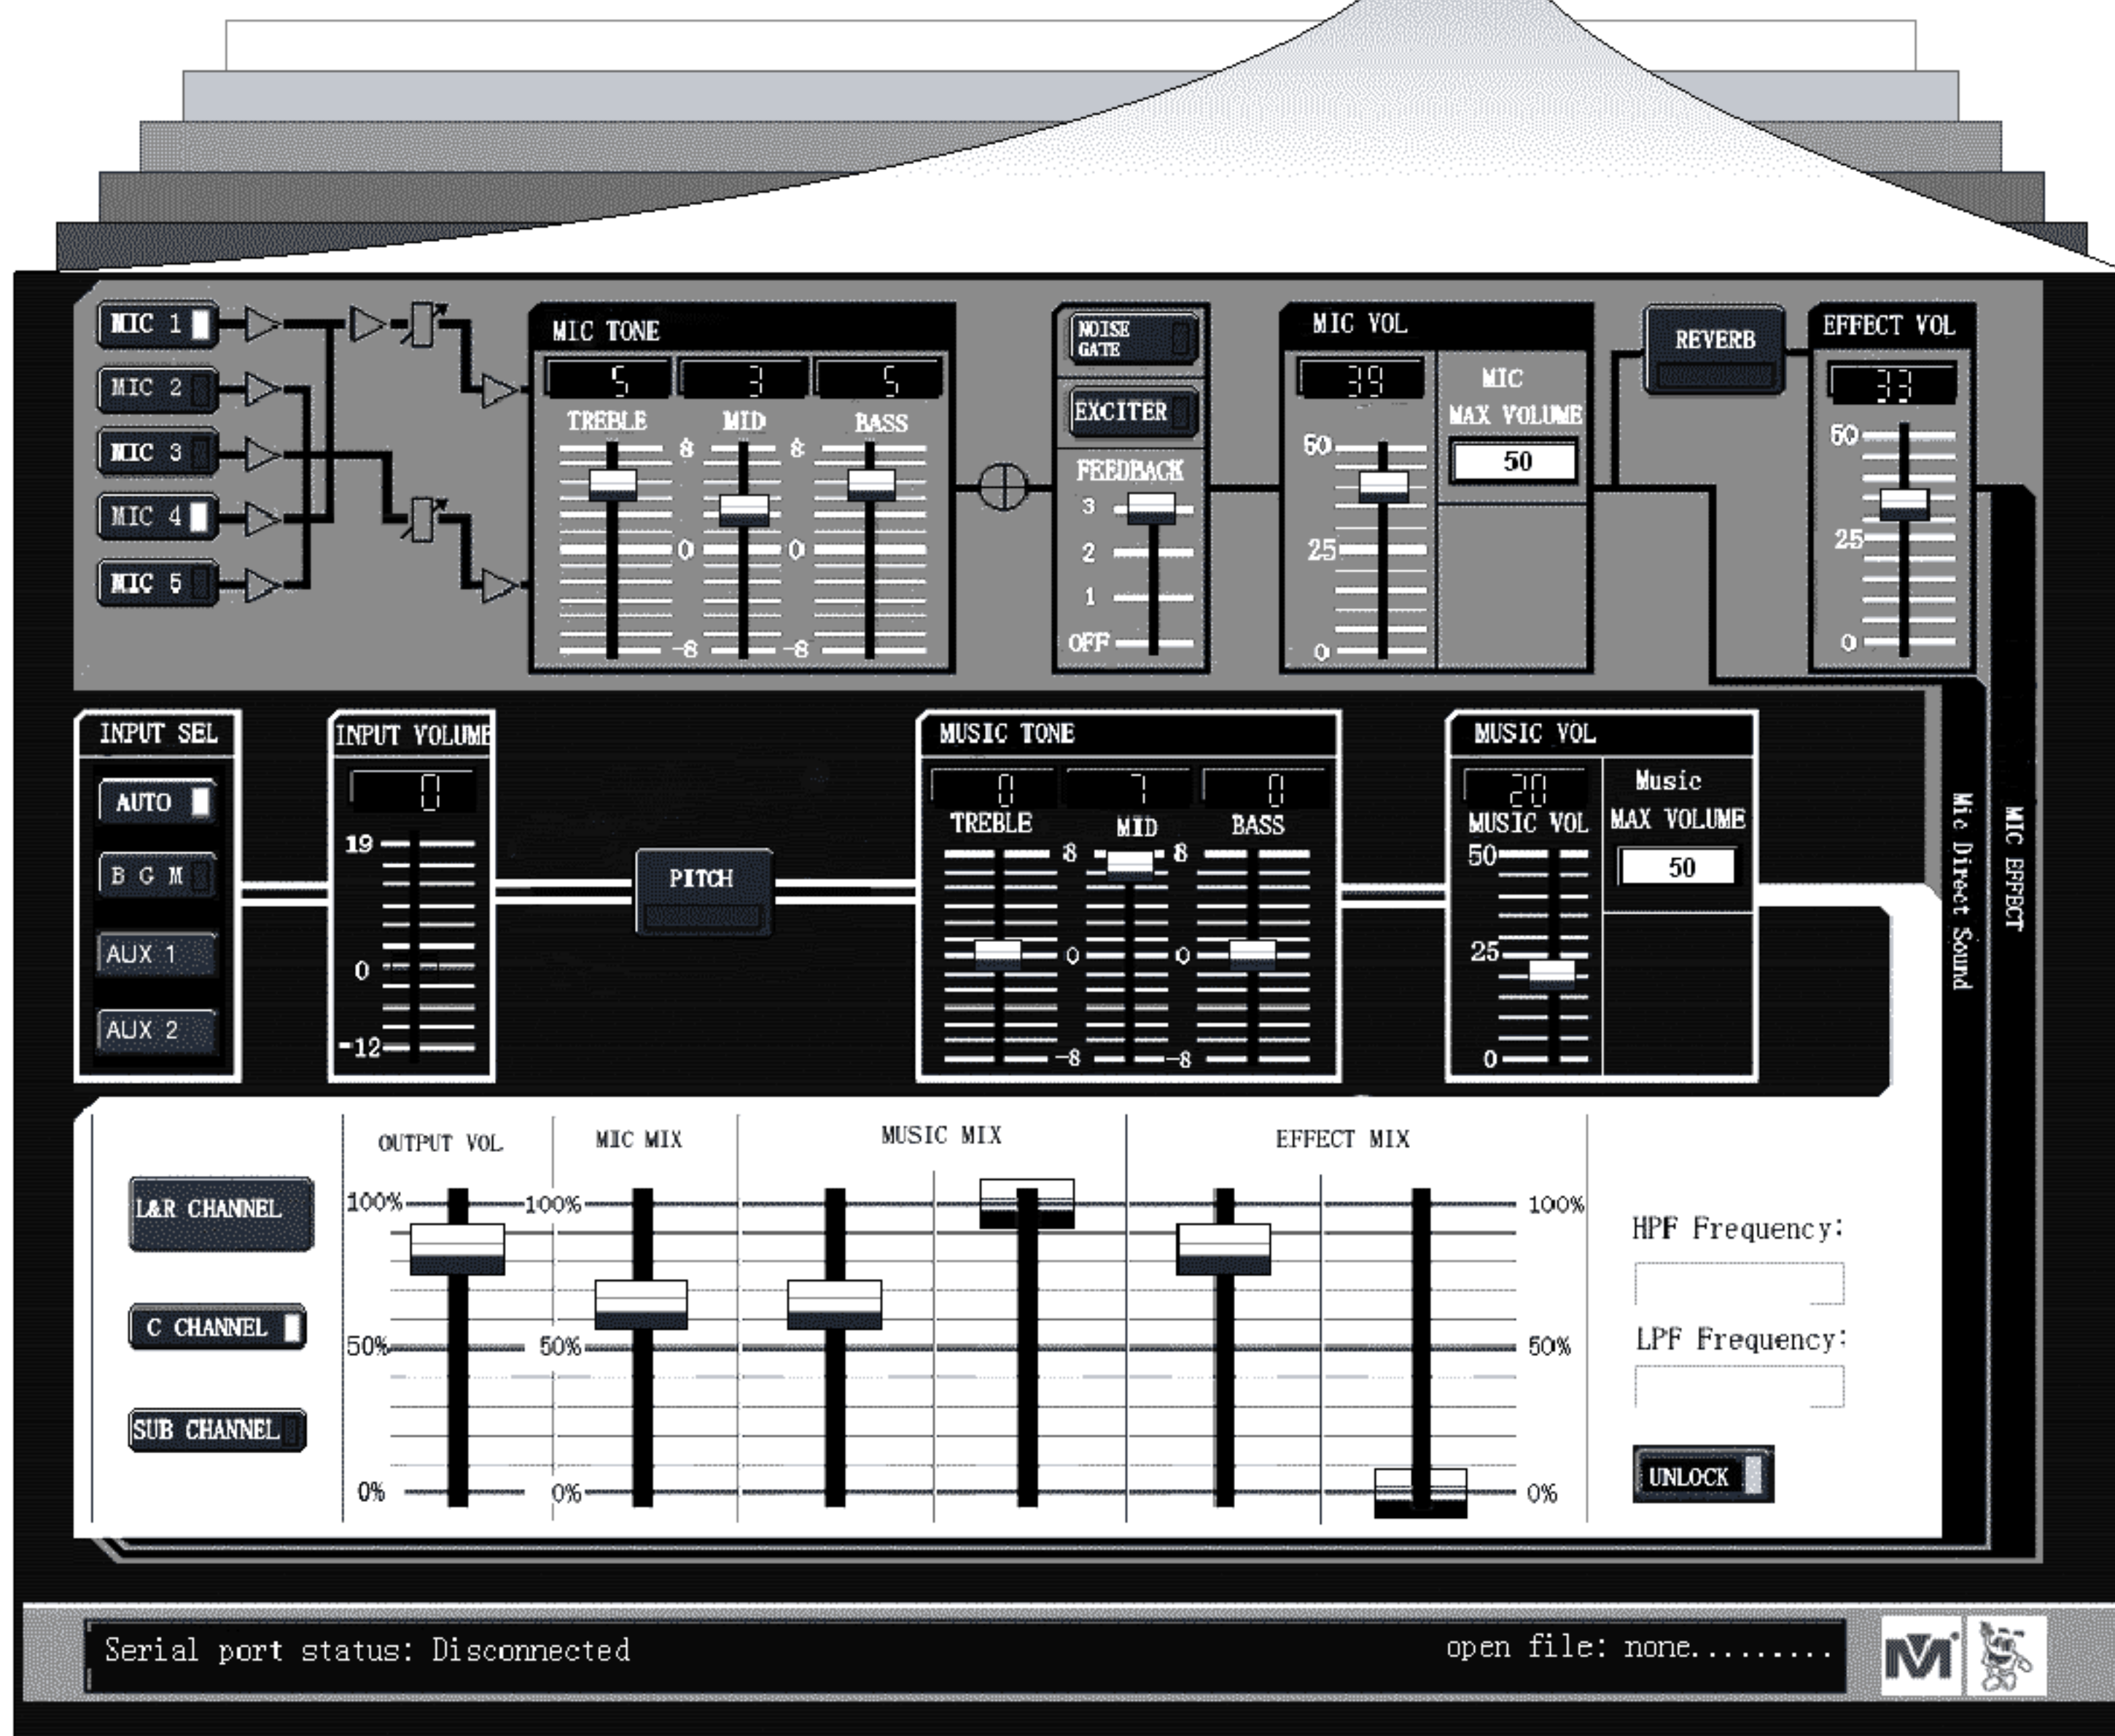 MIC 1
MIC 2
MIC 3
MIC 4
MIC 5
MIC TONE
5 3 5
TREBLE MID BASS
8 8
0 0
-8 -8
NOISE
GATE
EXCITER
FEEDBACK
3
2
1
OFF
MIC VOL
39
50
25
0
MIC
MAX VOLUME
50
REVERB
EFFECT VOL
33
50
25
0
INPUT SEL
AUTO
B G M
AUX 1
AUX 2
INPUT VOLUME
0
19
0
-12
PITCH
MUSIC TONE
0 7 0
TREBLE MID BASS
8 8
0 0
-8 -8
MUSIC VOL
20
MUSIC VOL
50
25
0
Music
MAX VOLUME
50
Mic Direct Sound
MIC EFFECT
L&R CHANNEL
C CHANNEL
SUB CHANNEL
OUTPUT VOL MIC MIX MUSIC MIX EFFECT MIX
100% 100% 100%
50% 50% 50%
0% 0% 0%
HPF Frequency:
LPF Frequency:
UNLOCK
Serial port status: Disconnected
open file: none.........